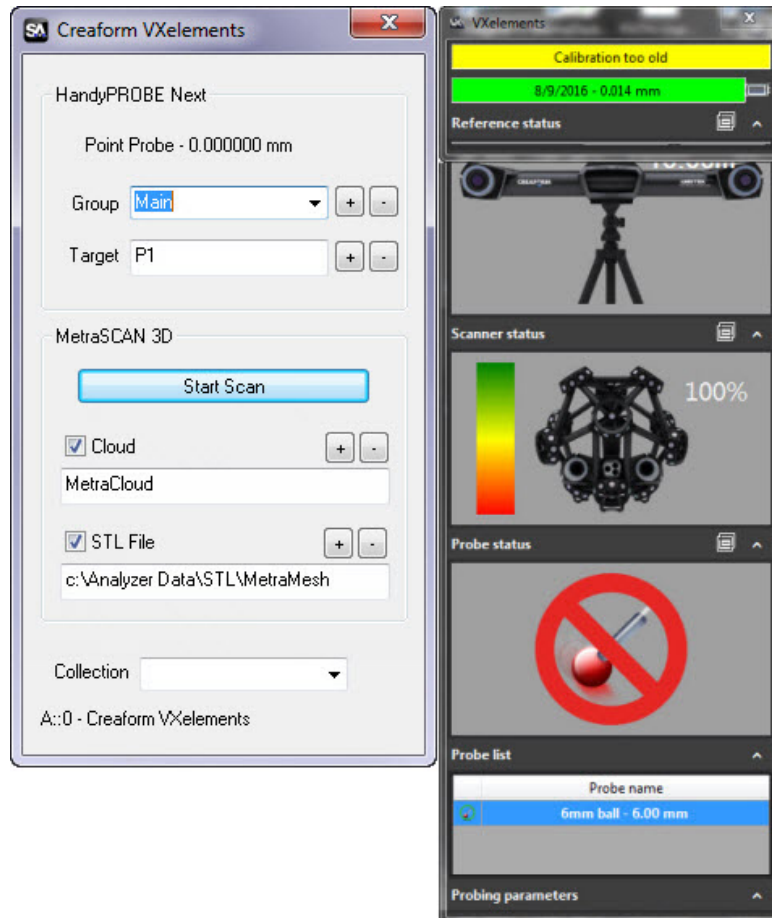 Creaform VXelements
HandyPROBE Next
Point Probe - 0.000000 mm
Group Main + -
Target P1 + -
MetraSCAN 3D
Start Scan
Cloud + -
MetraCloud
STL File + -
c:\Analyzer Data\STL\MetraMesh
Collection
A::0 - Creaform VXelements
VXelements
Calibration too old
8/9/2016 - 0.014 mm
Reference status
Scanner status
100%
Probe status
Probe list
Probe name
6mm ball - 6.00 mm
Probing parameters